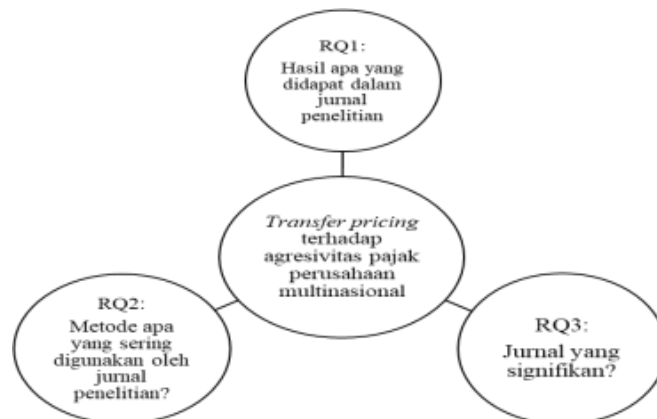 RQ1:
Hasil apa yang
didapat dalam
jurnal
penelitian
Transfer pricing
terhadap
agresivitas pajak
perusahaan
multinasional
RQ2:
Metode apa
yang sering
digunakan oleh
jurnal
penelitian?
RQ3:
Jurnal yang
signifikan?